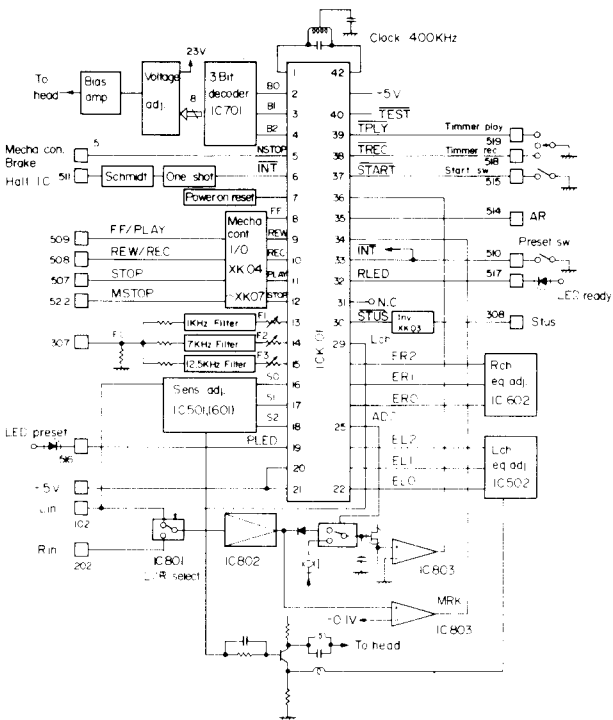 Clock 400KHz
23V
To head
Bias amp
Voltage adj.
8
3Bit decoder IC701
B0
B1
B2
1
2
3
4
5
6
7
8
9
10
11
12
13
14
15
16
17
18
19
20
21
42
41
40
39
38
37
36
35
34
33
32
31
30
29
25
22
-5V
TEST
TPLY
TREC
START
Timmer play
519
Timmer rec
518
Start sw
515
Mecha con. Brake
5
NSTOP
Half IC
511
Schmidt
One shot
INT
Power on reset
FF/PLAY
509
REW/REC
508
STOP
507
MSTOP
522
Mecha cont I/O XK04
XK07
FF
REW
REC
PLAY
STOP
514
AR
INT
510
Preset sw
RLED
517
LED ready
N.C
STUS
Inv XK03
308
Stus
307
1KHz Filter
7KHz Filter
12.5KHz Filter
F1
F2
F3
Lch
ER2
ER1
ER0
Rch eq adj. IC602
Sens adj. IC501,(601)
S0
S1
S2
LED preset
516
PLED
EL2
EL1
EL0
Lch eq adj IC502
-5V
102
Rin
202
IC801
select
IC802
IC803
MRK
-0.1V
IC803
To head